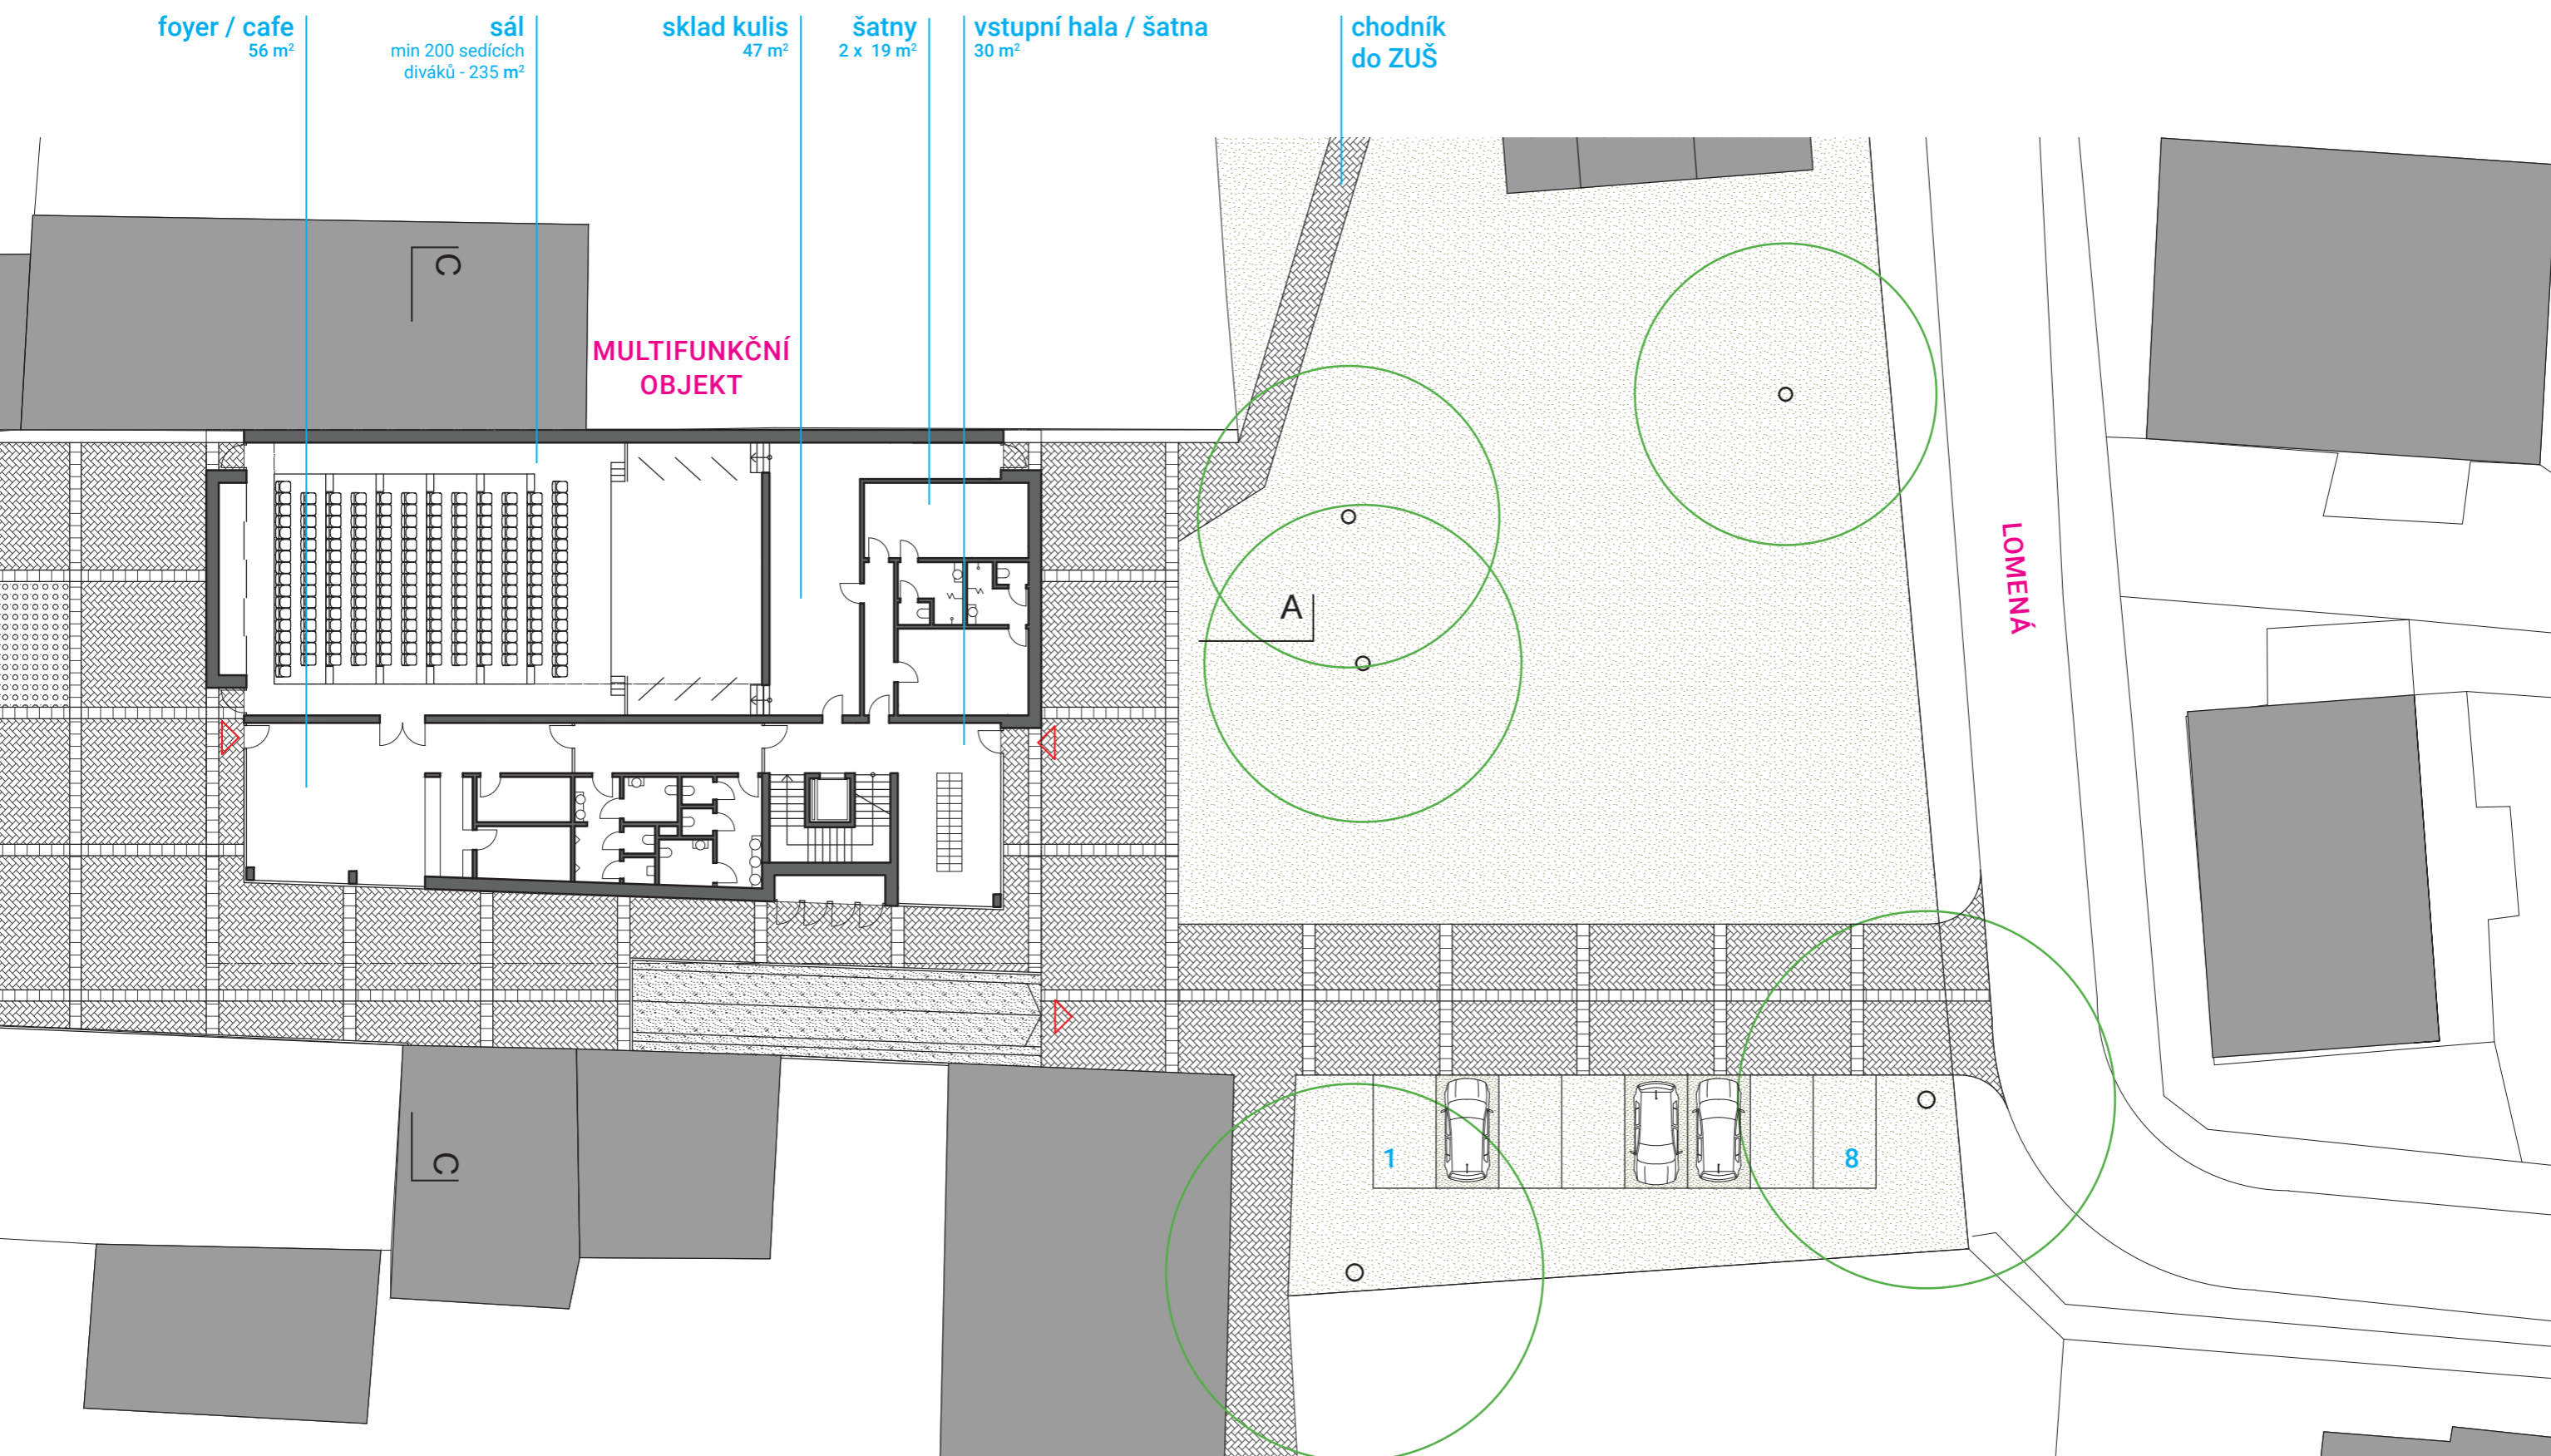 foyer / cafe
56 m²
sál
min 200 sedících
diváků - 235 m²
sklad kulis
47 m²
šatny
2 x 19 m²
vstupní hala / šatna
30 m²
chodník
do ZUŠ
C
MULTIFUNKČNÍ
OBJEKT
LOMENÁ
A
1
8
C